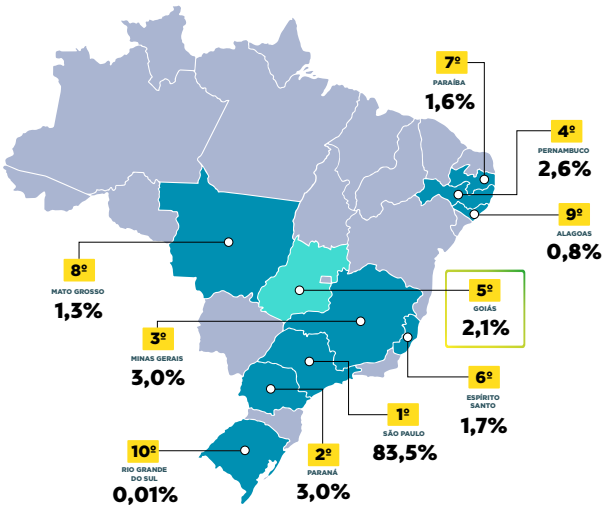 7º
PARAÍBA
1,6%
4º
PERNAMBUCO
2,6%
9º
ALAGOAS
0,8%
8º
MATO GROSSO
1,3%
5º
GOIÁS
2,1%
3º
MINAS GERAIS
3,0%
6º
ESPÍRITO
SANTO
1,7%
1º
SÃO PAULO
83,5%
2º
PARANÁ
3,0%
10º
RIO GRANDE
DO SUL
0,01%